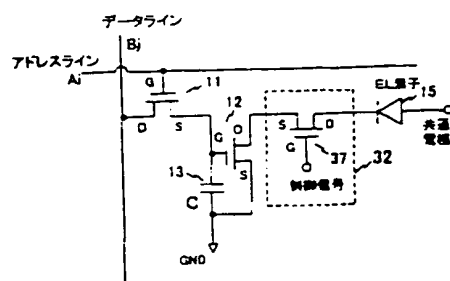 データライン
Bj
アドレスライン
Ai
G
11
D
S
12
G
D
S
13
C
GND
S
D
G
37
制御信号
32
EL素子
15
共通
電極